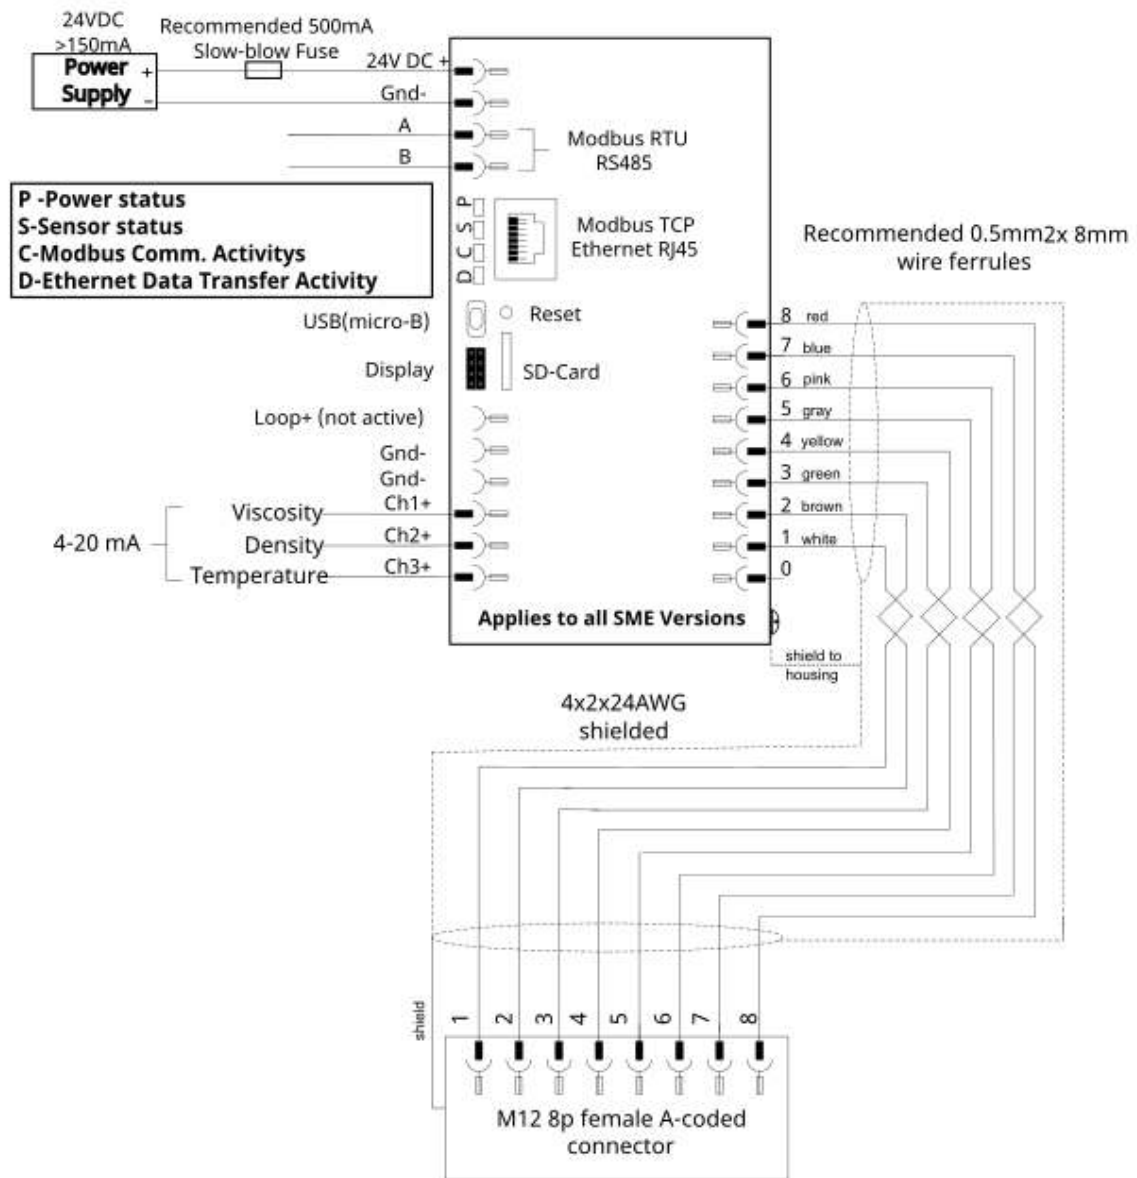 24VDC
>150mA
Power
Supply
+
−
Recommended 500mA
Slow-blow Fuse
24V DC +
Gnd-
A
B
Modbus RTU
RS485
P -Power status
S-Sensor status
C-Modbus Comm. Activitys
D-Ethernet Data Transfer Activity
P
S
C
D
Modbus TCP
Ethernet RJ45
Recommended 0.5mm2x 8mm
wire ferrules
USB(micro-B)
Reset
Display
SD-Card
Loop+ (not active)
Gnd-
Gnd-
4-20 mA
Viscosity
Ch1+
Density
Ch2+
Temperature
Ch3+
8 red
7 blue
6 pink
5 gray
4 yellow
3 green
2 brown
1 white
0
Applies to all SME Versions
shield to
housing
4x2x24AWG
shielded
shield
1
2
3
4
5
6
7
8
M12 8p female A-coded
connector